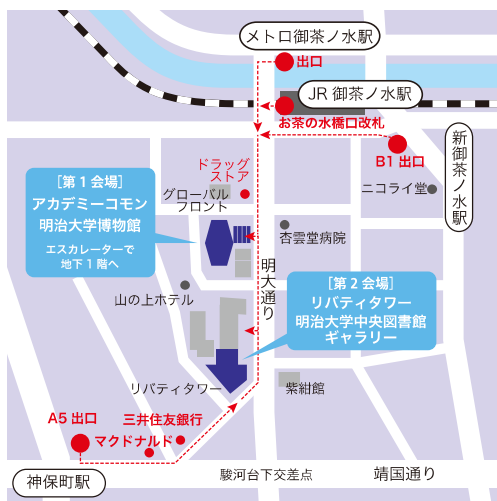 メトロ御茶ノ水駅
出口
JR 御茶ノ水駅
お茶の水橋口改札
B1 出口
新御茶ノ水駅
ニコライ堂
ドラッグ
ストア
グローバル
フロント
［第１会場］
アカデミーコモン
明治大学博物館
エスカレーターで
地下１階へ
杏雲堂病院
明大通り
山の上ホテル
［第２会場］
リバティタワー
明治大学中央図書館
ギャラリー
リバティタワー
紫紺館
A5 出口
三井住友銀行
マクドナルド
神保町駅
駿河台下交差点
靖国通り